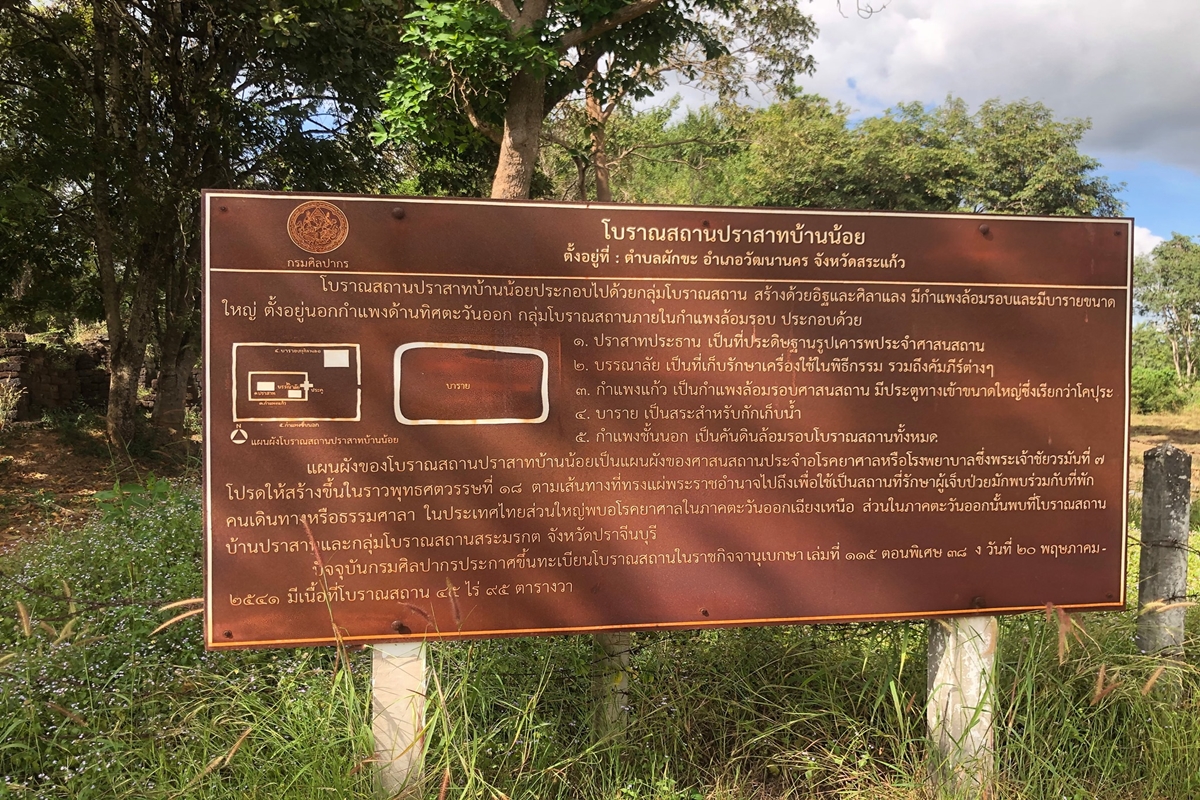 กรมศิลปากร
โบราณสถานปราสาทบ้านน้อย
ตั้งอยู่ที่ : ตำบลผักขะ อำเภอวัฒนานคร จังหวัดสระแก้ว
โบราณสถานปราสาทบ้านน้อยประกอบไปด้วยกลุ่มโบราณสถาน สร้างด้วยอิฐและศิลาแลง มีกำแพงล้อมรอบและมีบารายขนาด
ใหญ่ ตั้งอยู่นอกกำแพงด้านทิศตะวันออก กลุ่มโบราณสถานภายในกำแพงล้อมรอบ ประกอบด้วย
๑. ปราสาทประธาน เป็นที่ประดิษฐานรูปเคารพประจำศาสนสถาน
๒. บรรณาลัย เป็นที่เก็บรักษาเครื่องใช้ในพิธีกรรม รวมถึงคัมภีร์ต่างๆ
๓. กำแพงแก้ว เป็นกำแพงล้อมรอบศาสนสถาน มีประตูทางเข้าขนาดใหญ่ซึ่งเรียกว่าโคปุระ
๔. บาราย เป็นสระสำหรับกักเก็บน้ำ
๕. กำแพงชั้นนอก เป็นคันดินล้อมรอบโบราณสถานทั้งหมด
บาราย
N
แผนผังโบราณสถานปราสาทบ้านน้อย
แผนผังของโบราณสถานปราสาทบ้านน้อยเป็นแผนผังของศาสนสถานประจำอโรคยาศาลหรือโรงพยาบาลซึ่งพระเจ้าชัยวรมันที่ ๗
โปรดให้สร้างขึ้นในราวพุทธศตวรรษที่ ๑๘ ตามเส้นทางที่ทรงแผ่พระราชอำนาจไปถึงเพื่อใช้เป็นสถานที่รักษาผู้เจ็บป่วยมักพบร่วมกับที่พัก
คนเดินทางหรือธรรมศาลา ในประเทศไทยส่วนใหญ่พบอโรคยาศาลในภาคตะวันออกเฉียงเหนือ ส่วนในภาคตะวันออกนั้นพบที่โบราณสถาน
บ้านปราสาทและกลุ่มโบราณสถานสระมรกต จังหวัดปราจีนบุรี
ปัจจุบันกรมศิลปากรประกาศขึ้นทะเบียนโบราณสถานในราชกิจจานุเบกษา เล่มที่ ๑๑๕ ตอนพิเศษ ๓๘ ง วันที่ ๒๐ พฤษภาคม -
๒๕๔๑ มีเนื้อที่โบราณสถาน ไร่ ๙๕ ตารางวา